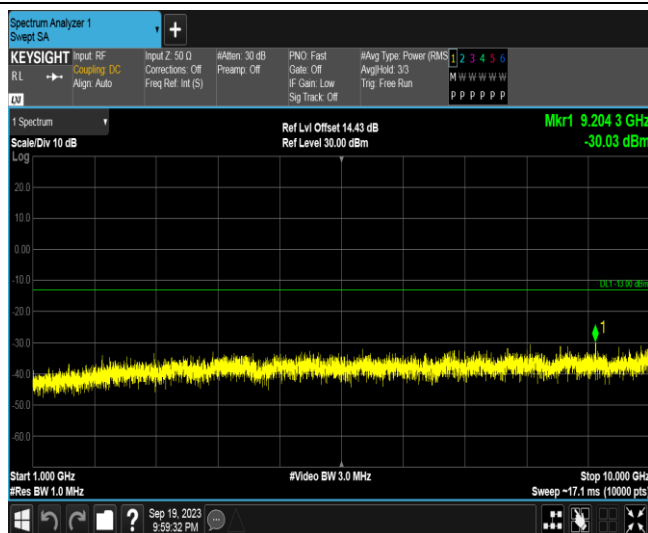 Spectrum Analyzer 1
Swept SA
KEYSIGHT
RL
LXI
Input: RF
Coupling: DC
Align: Auto
Input Z: 50 Ω
Corrections: Off
Freq Ref: Int (S)
#Atten: 30 dB
Preamp: Off
PNO: Fast
Gate: Off
IF Gain: Low
Sig Track: Off
#Avg Type: Power (RMS
Avg|Hold: 3/3
Trig: Free Run
1 2 3 4 5 6
M W W W W W
P P P P P P
1 Spectrum
Scale/Div 10 dB
Ref Lvl Offset 14.43 dB
Ref Level 30.00 dBm
Mkr1 9.204 3 GHz
-30.03 dBm
Log
20.0
10.0
0.00
-10.0
DL1 -13.00 dBm
-20.0
1
-30.0
-40.0
-50.0
-60.0
Start 1.000 GHz
#Video BW 3.0 MHz
Stop 10.000 GHz
#Res BW 1.0 MHz
Sweep ~17.1 ms (10000 pts)
?
Sep 19, 2023
9:59:32 PM